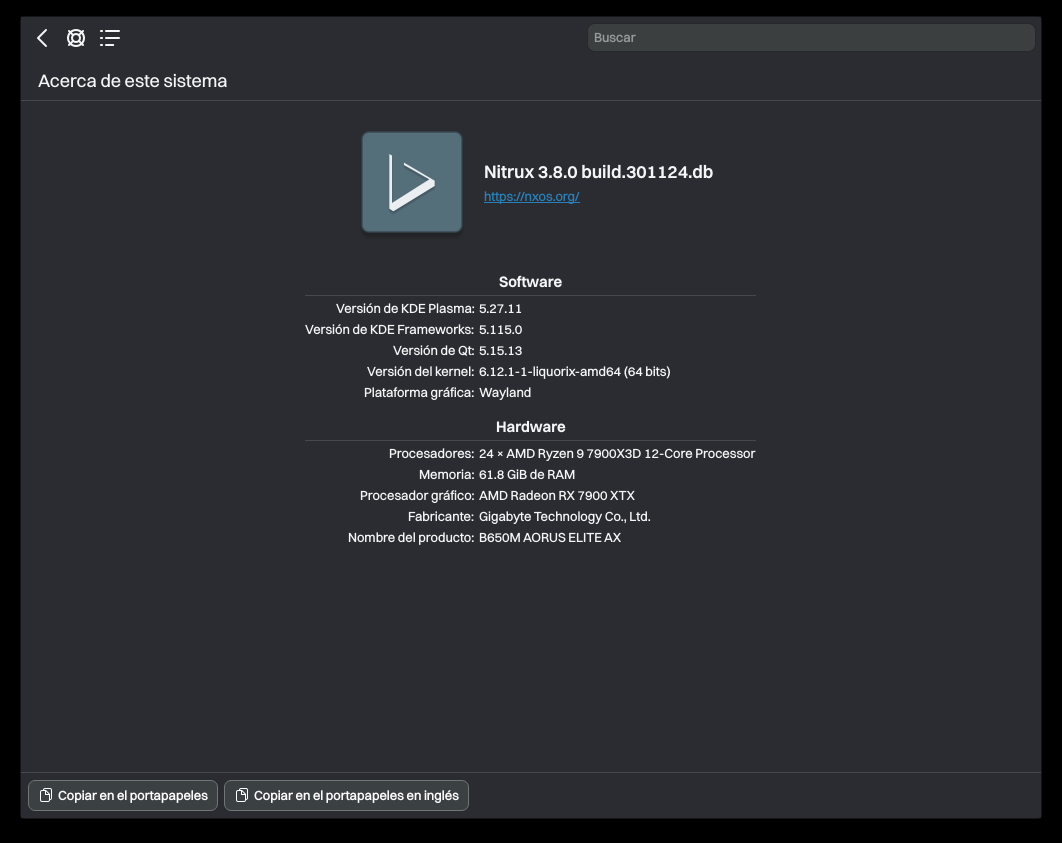 Buscar
Acerca de este sistema
Nitrux 3.8.0 build.301124.db
https://nxos.org/
Software
Versión de KDE Plasma: 5.27.11
Versión de KDE Frameworks: 5.115.0
Versión de Qt: 5.15.13
Versión del kernel: 6.12.1-1-liquorix-amd64 (64 bits)
Plataforma gráfica: Wayland
Hardware
Procesadores: 24 × AMD Ryzen 9 7900X3D 12-Core Processor
Memoria: 61.8 GiB de RAM
Procesador gráfico: AMD Radeon RX 7900 XTX
Fabricante: Gigabyte Technology Co., Ltd.
Nombre del producto: B650M AORUS ELITE AX
Copiar en el portapapeles
Copiar en el portapapeles en inglés